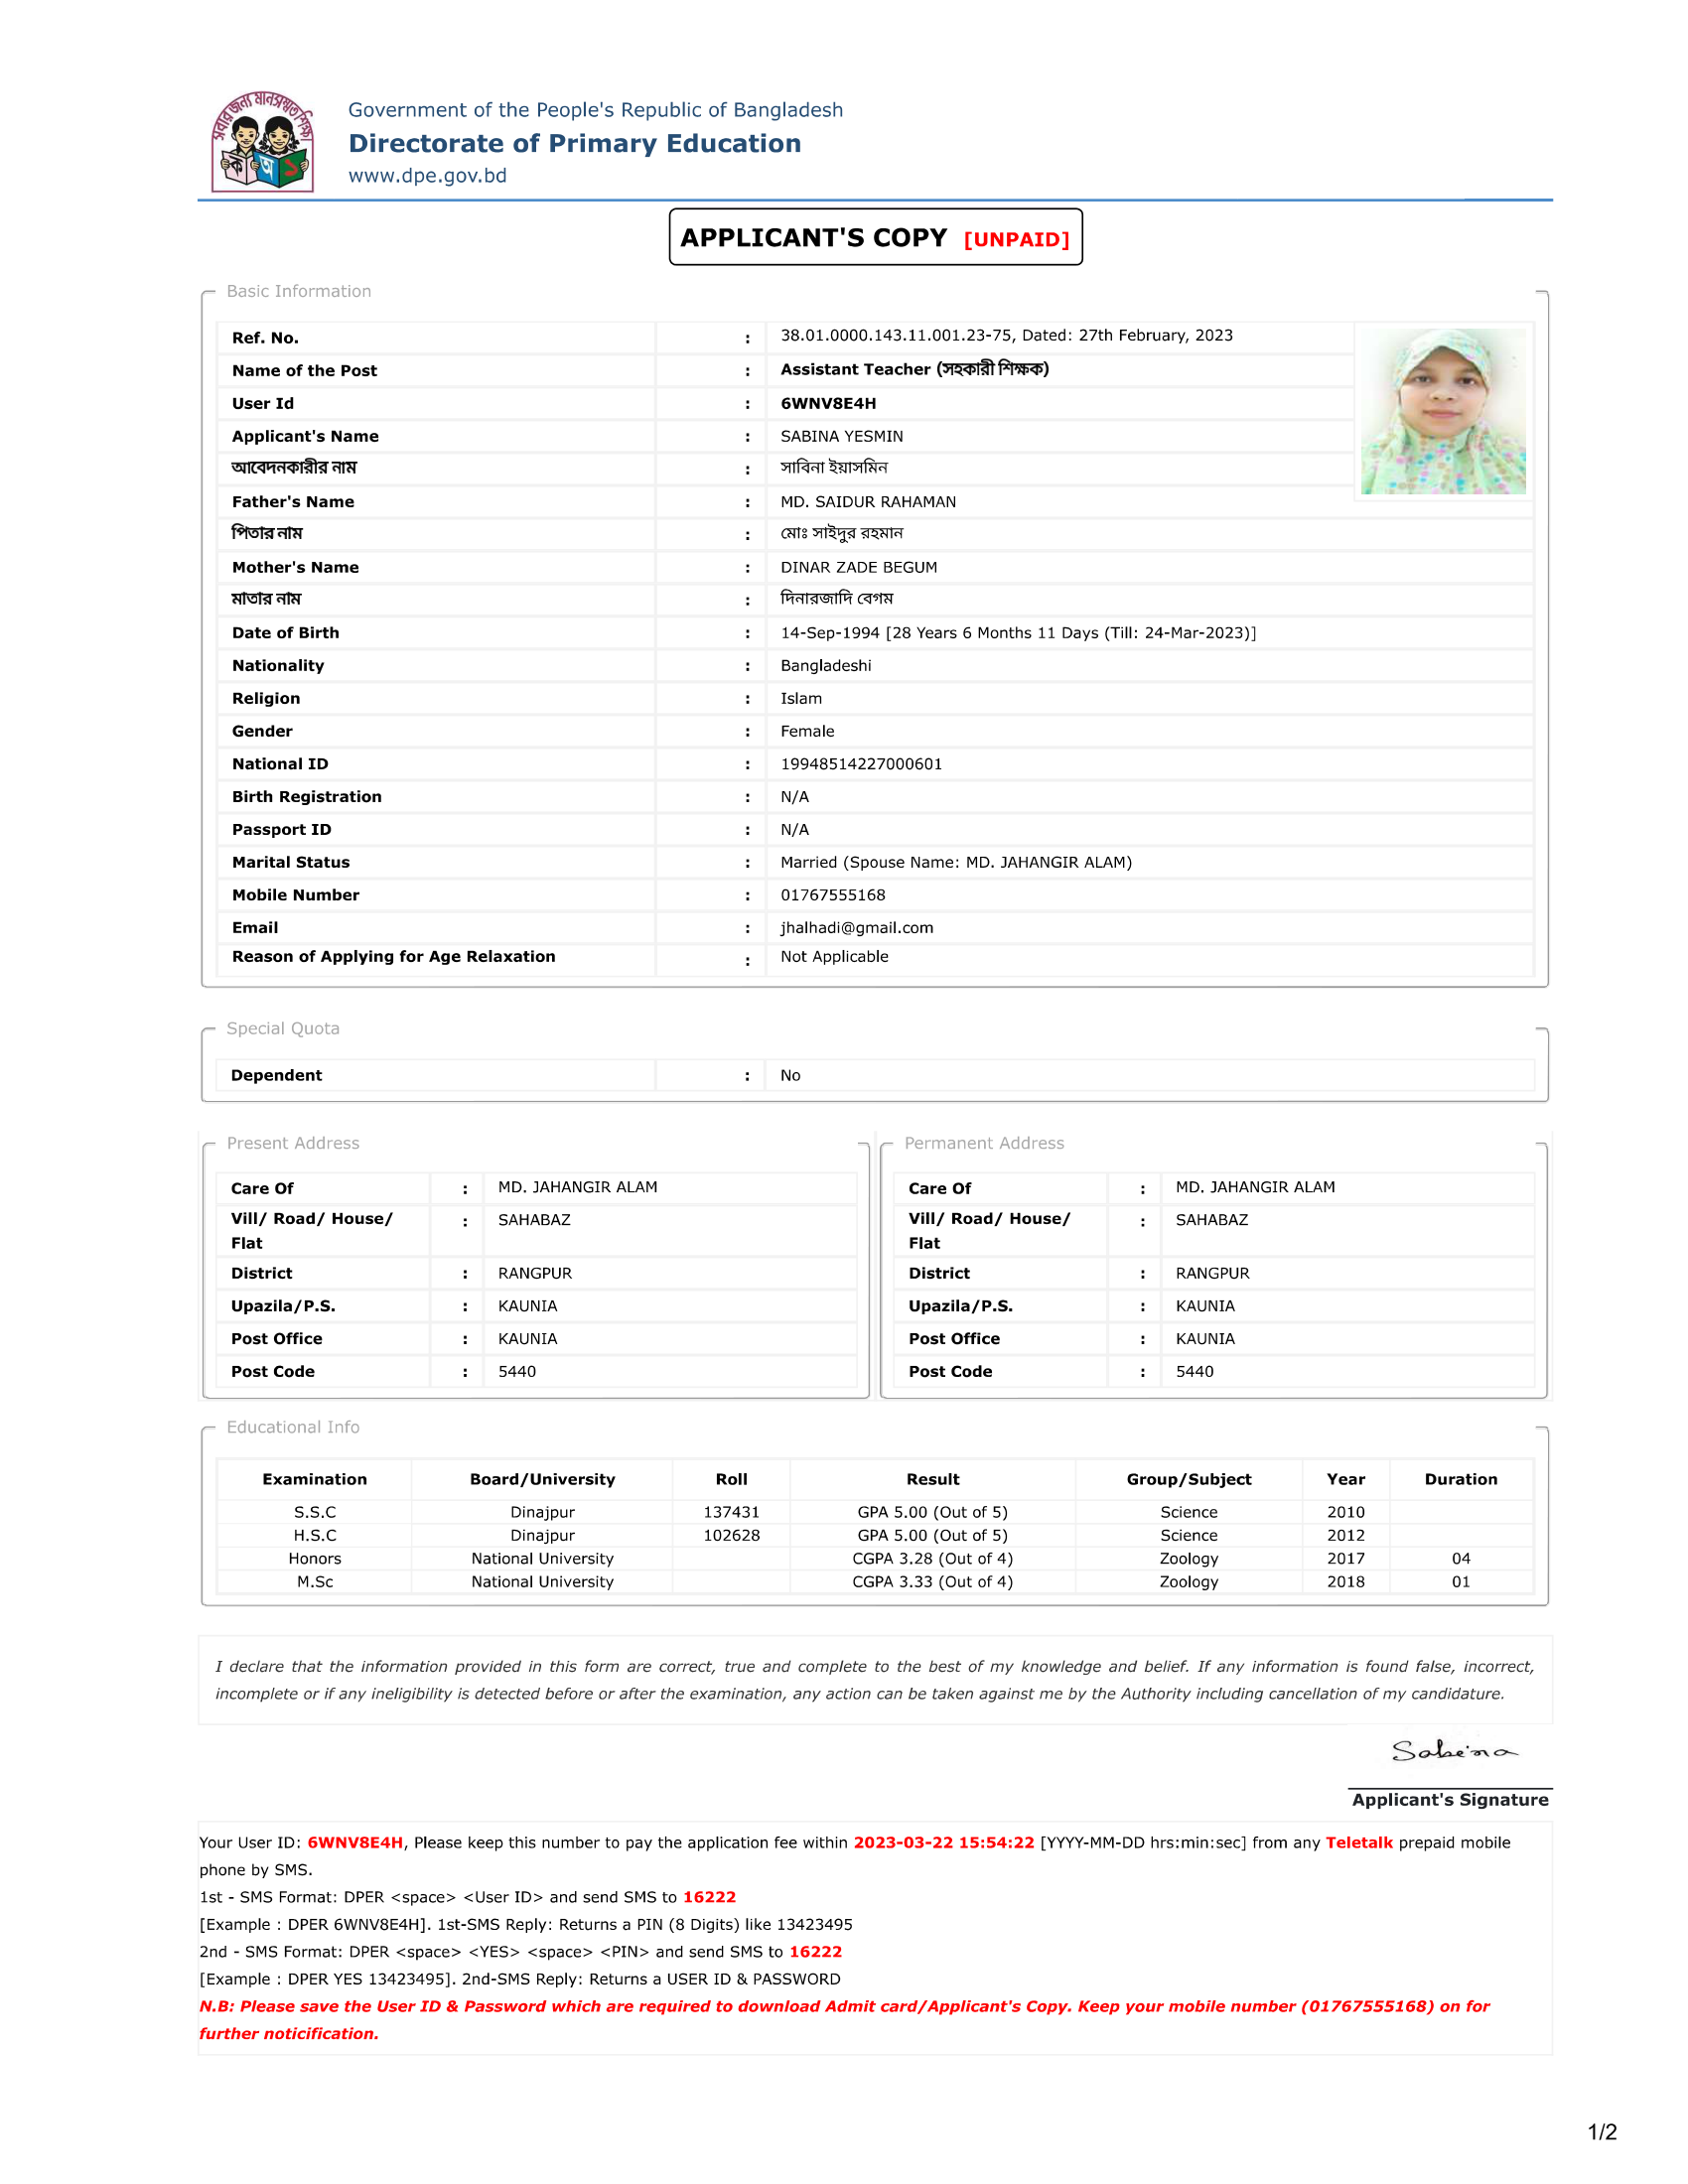 সবার জন্য মানসম্মত শিক্ষা
ক অ ১
Government of the People's Republic of Bangladesh
Directorate of Primary Education
www.dpe.gov.bd
APPLICANT'S COPY [UNPAID]
Basic Information
Ref. No. : 38.01.0000.143.11.001.23-75, Dated: 27th February, 2023
Name of the Post : Assistant Teacher (সহকারী শিক্ষক)
User Id : 6WNV8E4H
Applicant's Name : SABINA YESMIN
আবেদনকারীর নাম : সাবিনা ইয়াসমিন
Father's Name : MD. SAIDUR RAHAMAN
পিতার নাম : মোঃ সাইদুর রহমান
Mother's Name : DINAR ZADE BEGUM
মাতার নাম : দিনারজাদি বেগম
Date of Birth : 14-Sep-1994 [28 Years 6 Months 11 Days (Till: 24-Mar-2023)]
Nationality : Bangladeshi
Religion : Islam
Gender : Female
National ID : 19948514227000601
Birth Registration : N/A
Passport ID : N/A
Marital Status : Married (Spouse Name: MD. JAHANGIR ALAM)
Mobile Number : 01767555168
Email : jhalhadi@gmail.com
Reason of Applying for Age Relaxation : Not Applicable
Special Quota
Dependent : No
Present Address
Care Of : MD. JAHANGIR ALAM
Vill/ Road/ House/ : SAHABAZ
Flat
District : RANGPUR
Upazila/P.S. : KAUNIA
Post Office : KAUNIA
Post Code : 5440
Permanent Address
Care Of : MD. JAHANGIR ALAM
Vill/ Road/ House/ : SAHABAZ
Flat
District : RANGPUR
Upazila/P.S. : KAUNIA
Post Office : KAUNIA
Post Code : 5440
Educational Info
Examination Board/University Roll Result Group/Subject Year Duration
S.S.C Dinajpur 137431 GPA 5.00 (Out of 5) Science 2010
H.S.C Dinajpur 102628 GPA 5.00 (Out of 5) Science 2012
Honors National University CGPA 3.28 (Out of 4) Zoology 2017 04
M.Sc National University CGPA 3.33 (Out of 4) Zoology 2018 01
I declare that the information provided in this form are correct, true and complete to the best of my knowledge and belief. If any information is found false, incorrect,
incomplete or if any ineligibility is detected before or after the examination, any action can be taken against me by the Authority including cancellation of my candidature.
Sabeina
Applicant's Signature
Your User ID: 6WNV8E4H, Please keep this number to pay the application fee within 2023-03-22 15:54:22 [YYYY-MM-DD hrs:min:sec] from any Teletalk prepaid mobile
phone by SMS.
1st - SMS Format: DPER <space> <User ID> and send SMS to 16222
[Example : DPER 6WNV8E4H]. 1st-SMS Reply: Returns a PIN (8 Digits) like 13423495
2nd - SMS Format: DPER <space> <YES> <space> <PIN> and send SMS to 16222
[Example : DPER YES 13423495]. 2nd-SMS Reply: Returns a USER ID & PASSWORD
N.B: Please save the User ID & Password which are required to download Admit card/Applicant's Copy. Keep your mobile number (01767555168) on for
further noticification.
1/2